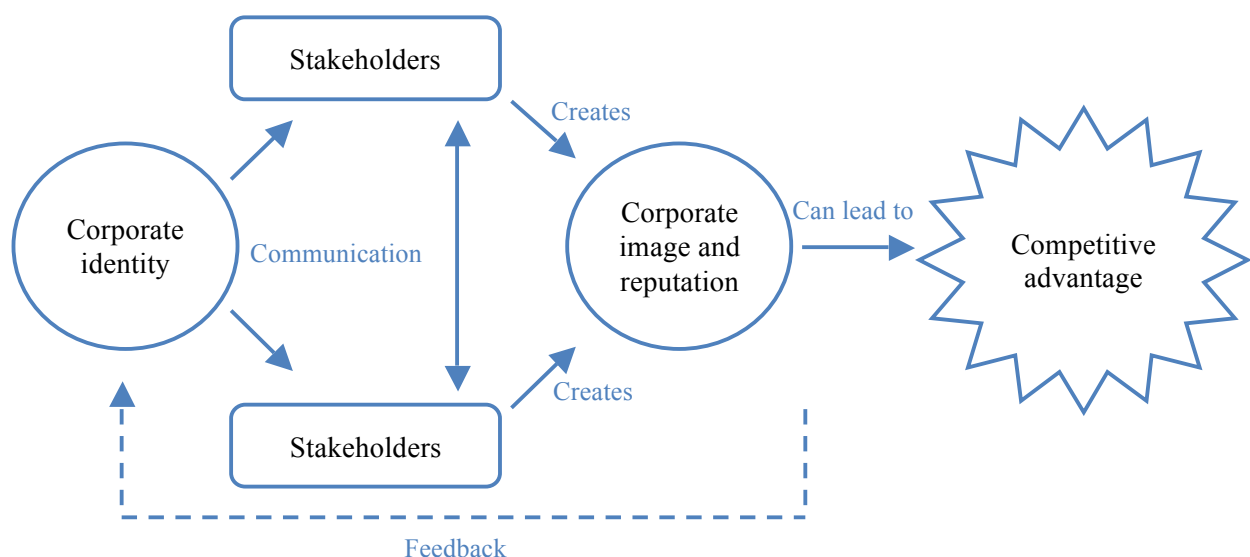 Stakeholders
Creates
Corporate
identity
Communication
Corporate
image and
reputation
Can lead to
Competitive
advantage
Creates
Stakeholders
Feedback